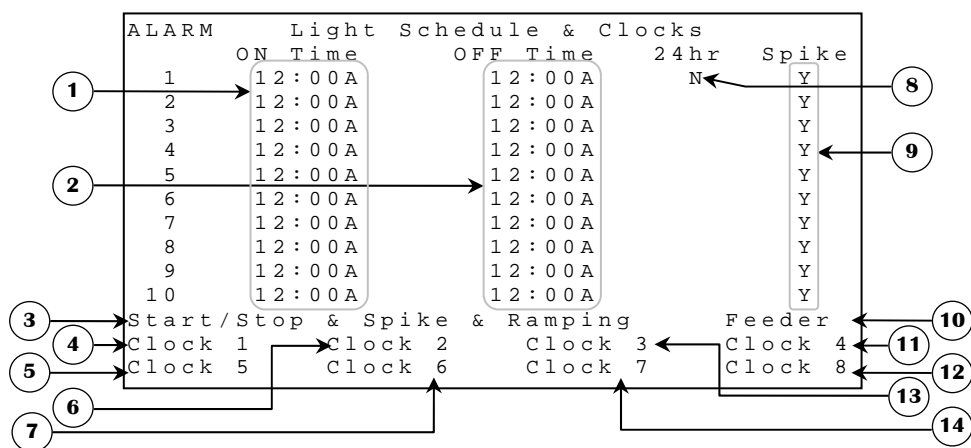 ALARM Light Schedule & Clocks
ON Time OFF Time 24hr Spike
1 12:00A 12:00A N Y
2 12:00A 12:00A Y
3 12:00A 12:00A Y
4 12:00A 12:00A Y
5 12:00A 12:00A Y
6 12:00A 12:00A Y
7 12:00A 12:00A Y
8 12:00A 12:00A Y
9 12:00A 12:00A Y
10 12:00A 12:00A Y
Start/Stop & Spike & Ramping Feeder
Clock 1 Clock 2 Clock 3 Clock 4
Clock 5 Clock 6 Clock 7 Clock 8
1
2
3
4
5
6
7
8
9
10
11
12
13
14